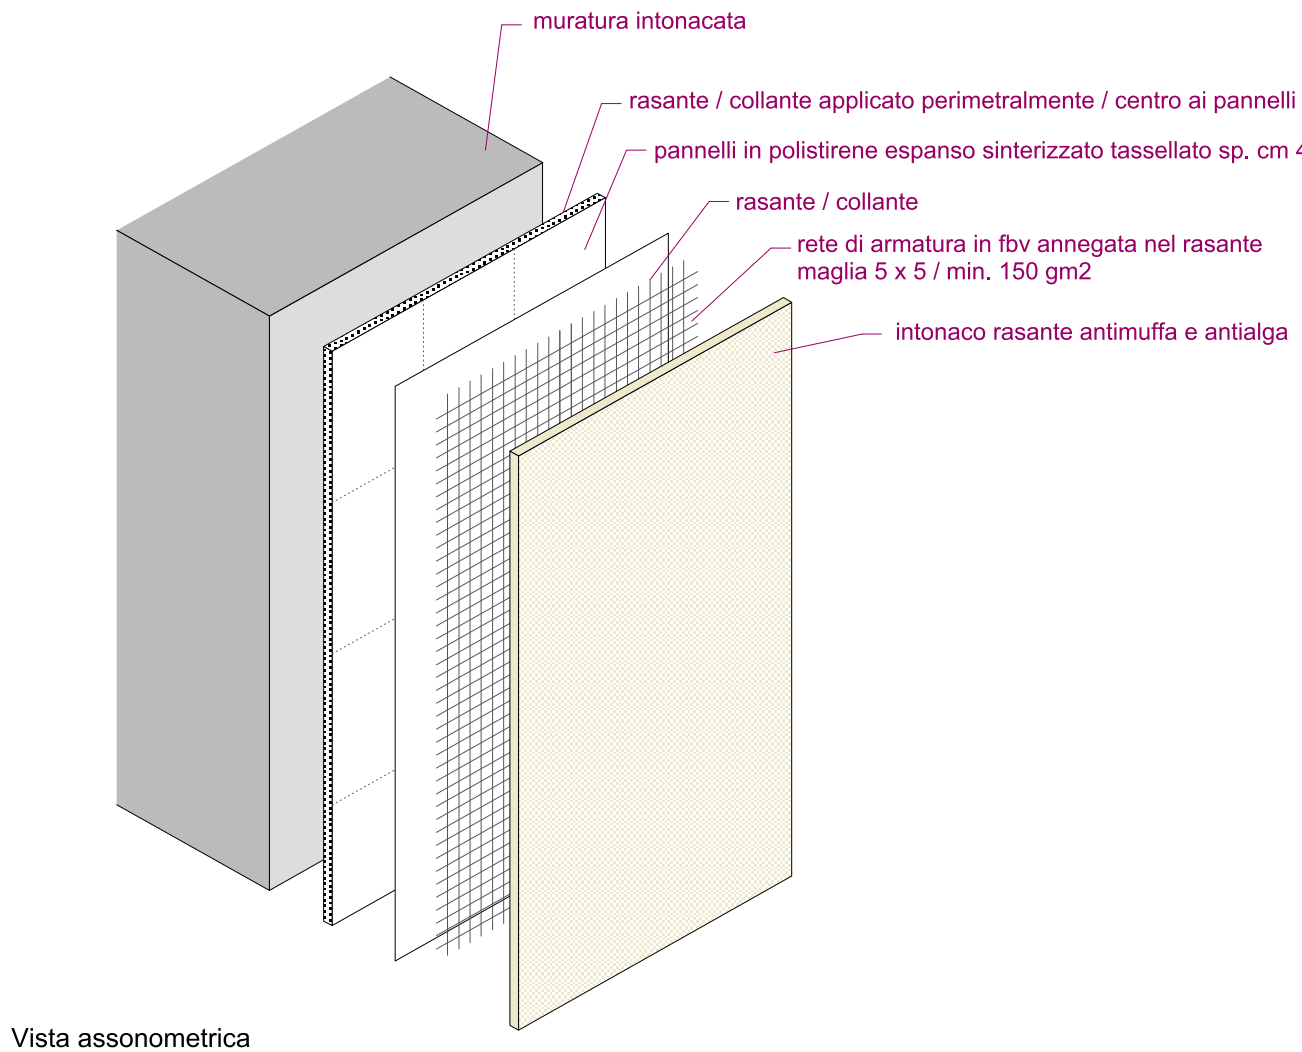 muratura intonacata
rasante / collante applicato perimetralmente / centro ai pannelli
pannelli in polistirene espanso sinterizzato tassellato sp. cm 4
rasante / collante
rete di armatura in fbv annegata nel rasante
maglia 5 x 5 / min. 150 gm2
intonaco rasante antimuffa e antialga
Vista assonometrica